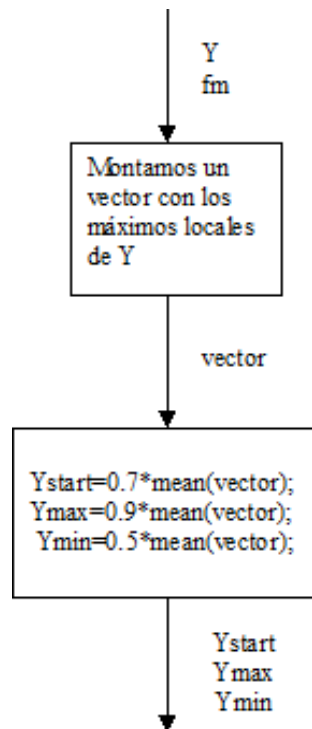 Y
fm
Montamos un
vector con los
máximos locales
de Y
vector
Ystart=0.7*mean(vector);
Ymax=0.9*mean(vector);
Ymin=0.5*mean(vector);
Ystart
Ymax
Ymin